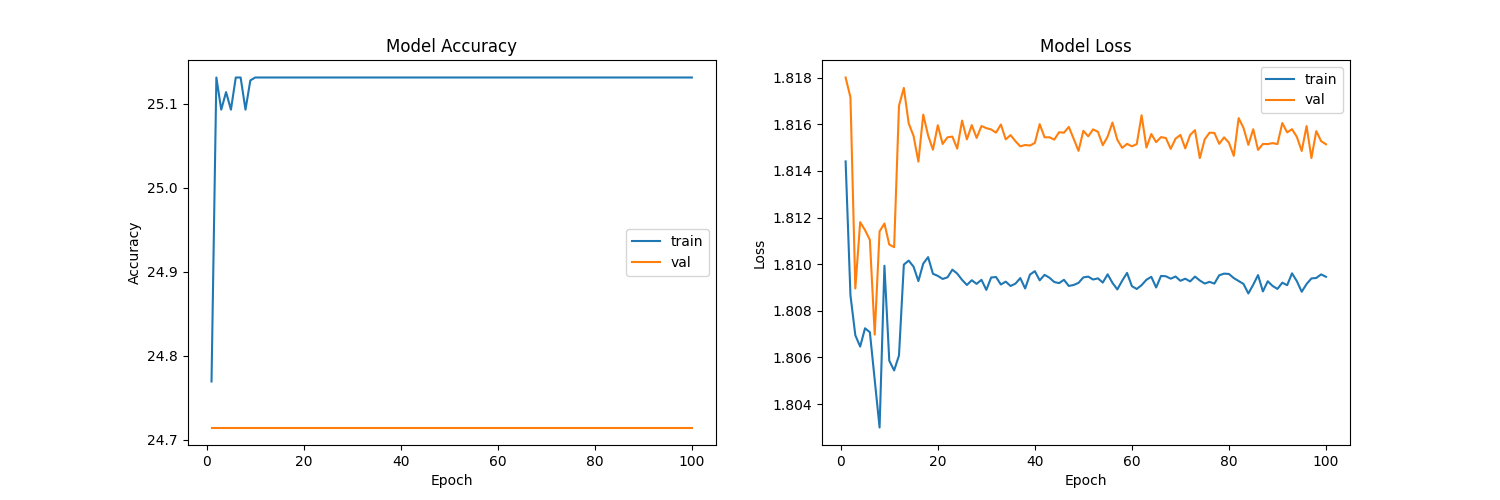 Model Accuracy
25.1
25.0
24.9
24.8
24.7
Accuracy
train
val
0 20 40 60 80 100
Epoch
Model Loss
1.818
1.816
1.814
1.812
1.810
1.808
1.806
1.804
Loss
train
val
0 20 40 60 80 100
Epoch